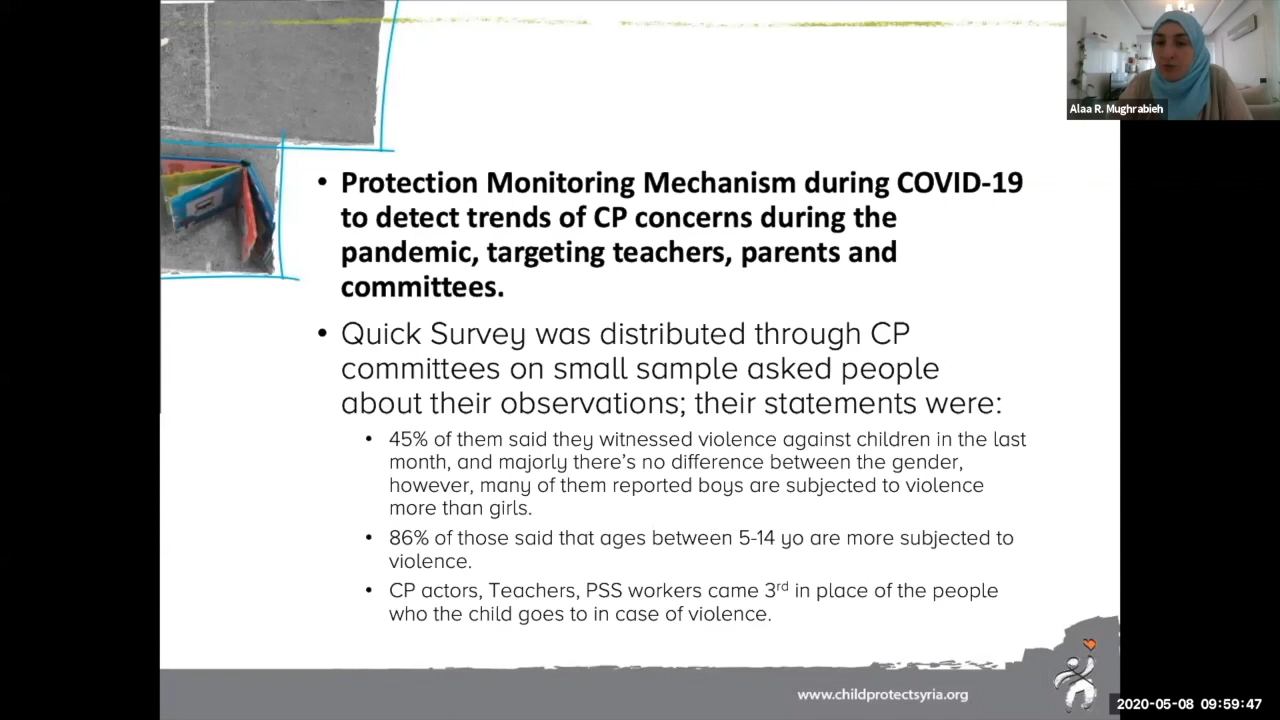 Alaa R. Mughrabieh
• Protection Monitoring Mechanism during COVID-19
to detect trends of CP concerns during the
pandemic, targeting teachers, parents and
committees.
• Quick Survey was distributed through CP
committees on small sample asked people
about their observations; their statements were:
• 45% of them said they witnessed violence against children in the last
month, and majorly there's no difference between the gender,
however, many of them reported boys are subjected to violence
more than girls.
• 86% of those said that ages between 5-14 yo are more subjected to
violence.
• CP actors, Teachers, PSS workers came 3rd in place of the people
who the child goes to in case of violence.
www.childprotectsyria.org
2020-05-08 09:59:47